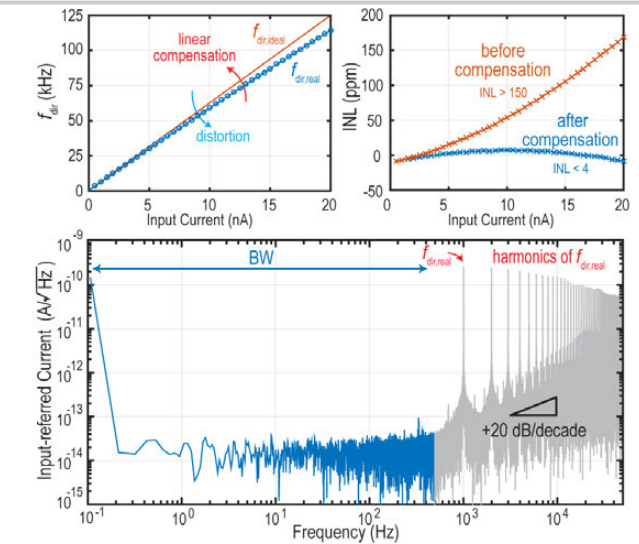 125
100
75
50
25
0
f_dir (kHz)
linear
compensation
f_dir,ideal
f_dir,real
distortion
0 5 10 15 20
Input Current (nA)
200
150
100
50
0
-50
INL (ppm)
before
compensation
INL > 150
after
compensation
INL < 4
0 5 10 15 20
Input Current (nA)
10^-9
10^-10
10^-11
10^-12
10^-13
10^-14
10^-15
Input-referred Current (A/√Hz)
BW
f_dir,real
harmonics of f_dir,real
+20 dB/decade
10^-1 10^0 10^1 10^2 10^3 10^4
Frequency (Hz)